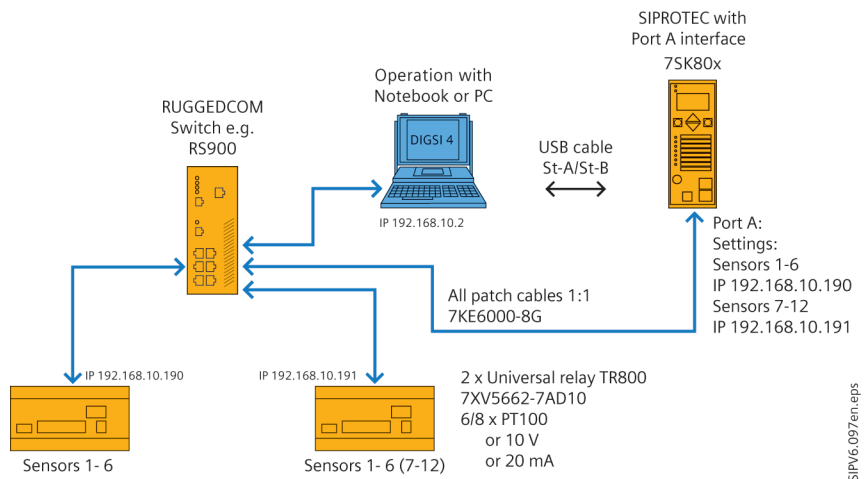 SIPROTEC with
Port A interface
7SK80x
Operation with
Notebook or PC
RUGGEDCOM
Switch e.g.
RS900
DIGSI 4
USB cable
St-A/St-B
IP 192.168.10.2
Port A:
Settings:
Sensors 1-6
IP 192.168.10.190
Sensors 7-12
IP 192.168.10.191
All patch cables 1:1
7KE6000-8G
IP 192.168.10.190
IP 192.168.10.191
2 x Universal relay TR800
7XV5662-7AD10
6/8 x PT100
or 10 V
or 20 mA
Sensors 1- 6
Sensors 1- 6 (7-12)
SIPV6.097en.eps